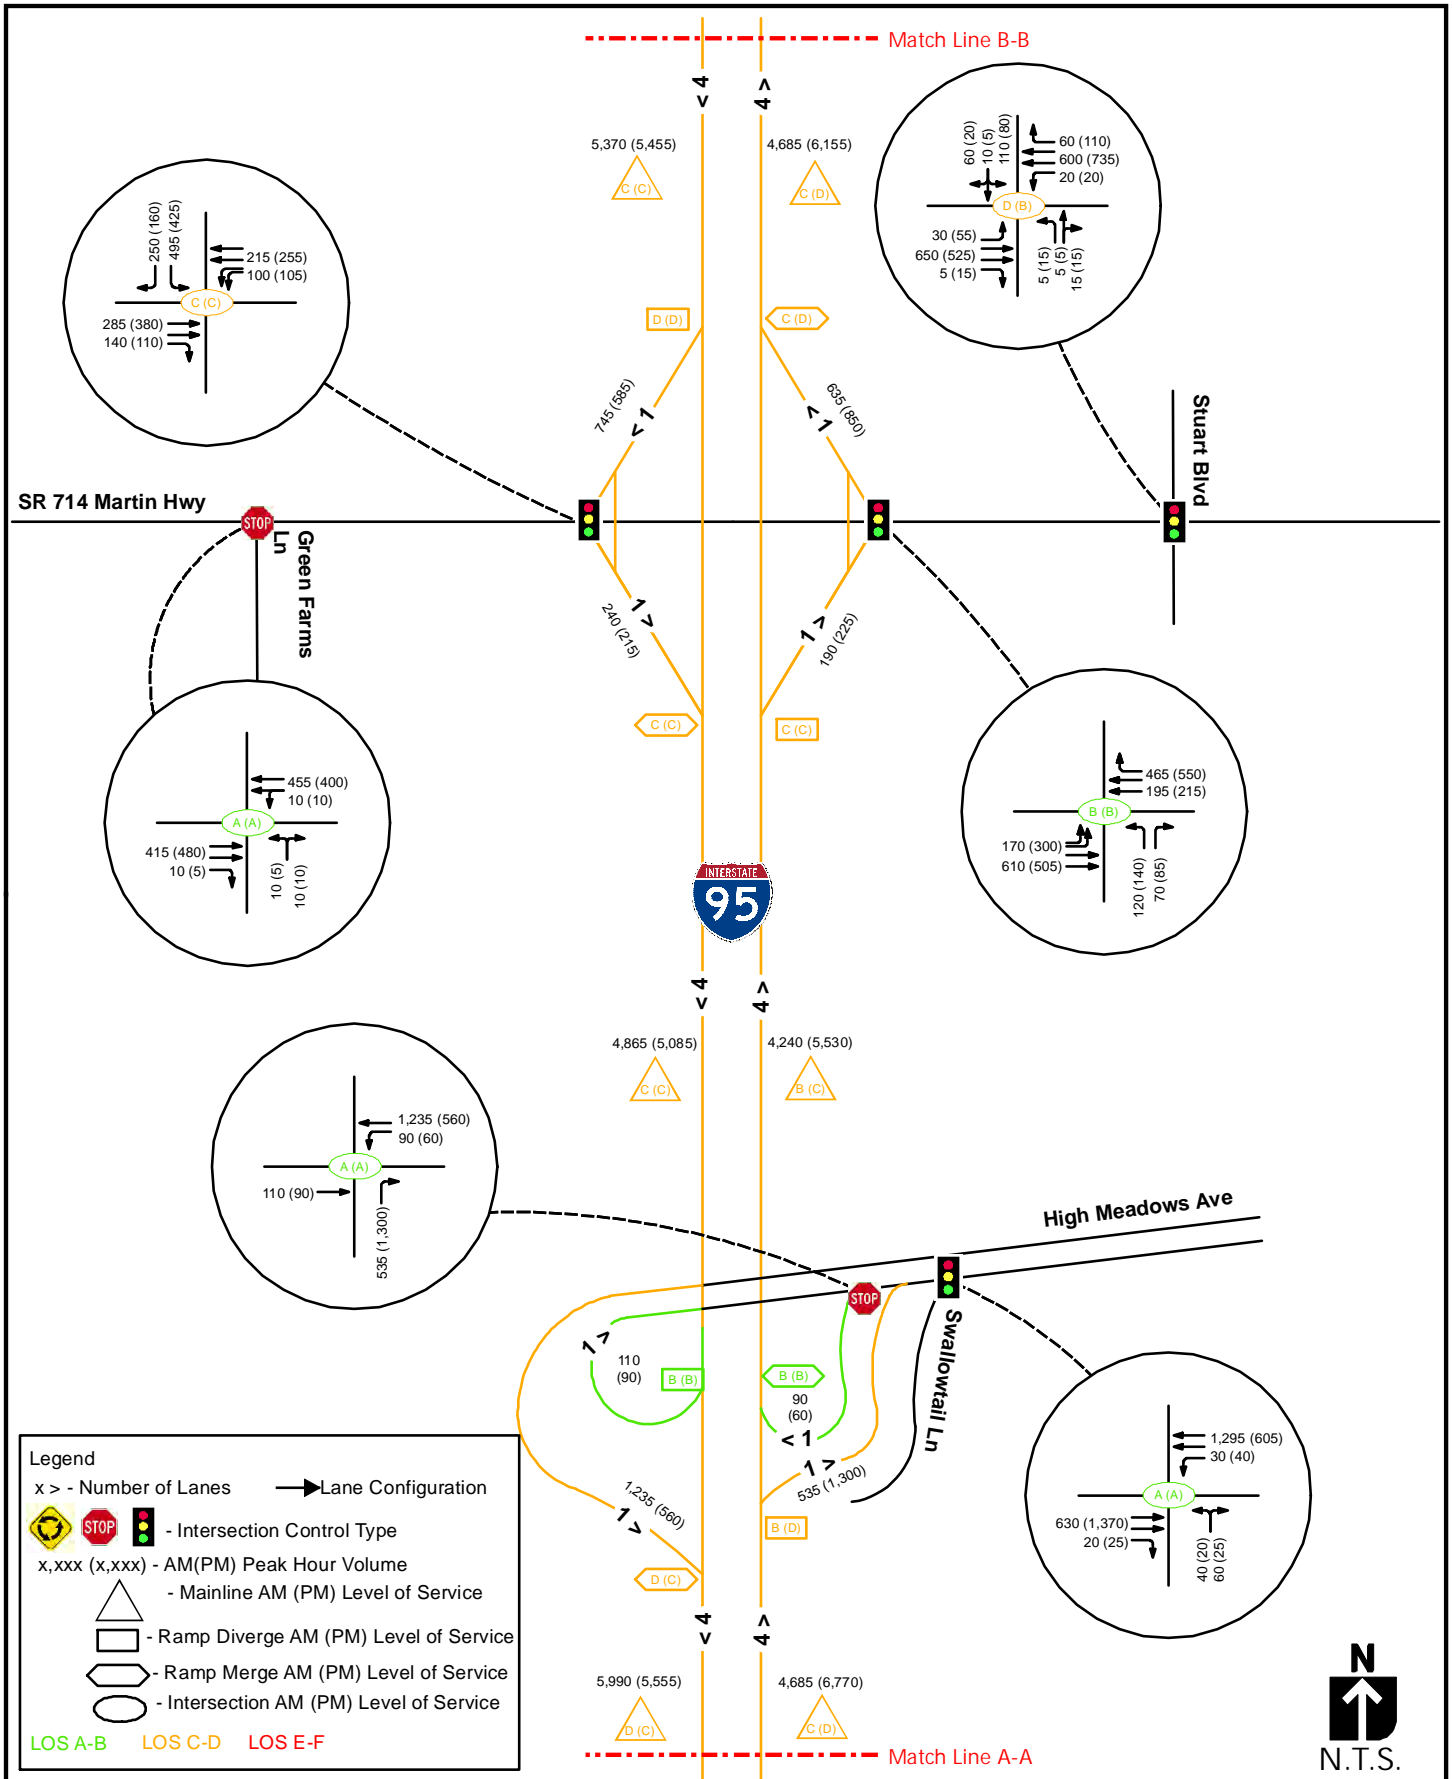 Match Line B-B
< 4
4 >
5,370 (5,455)
C (C)
4,685 (6,155)
C (D)
60 (20)
10 (5)
110 (80)
60 (110)
600 (735)
20 (20)
D (B)
30 (55)
650 (525)
5 (15)
5 (15)
5 (5)
15 (15)
250 (160)
495 (425)
215 (255)
100 (105)
C (C)
285 (380)
140 (110)
D (D)
C (D)
745 (585)
< 1
635 (850)
< 1
Stuart Blvd
SR 714 Martin Hwy
STOP
Green Farms
Ln
240 (215)
1 >
190 (225)
1 >
C (C)
C (C)
455 (400)
10 (10)
A (A)
415 (480)
10 (5)
10 (5)
10 (10)
465 (550)
195 (215)
B (B)
170 (300)
610 (505)
120 (140)
70 (85)
INTERSTATE
95
< 4
4 >
4,865 (5,085)
C (C)
4,240 (5,530)
B (C)
1,235 (560)
90 (60)
A (A)
110 (90)
535 (1,300)
High Meadows Ave
STOP
Swallowtail Ln
1 >
110
(90)
B (B)
B (B)
90
(60)
< 1
1 >
535 (1,300)
1,235 (560)
1 >
B (D)
D (C)
1,295 (605)
30 (40)
A (A)
630 (1,370)
20 (25)
40 (20)
60 (25)
< 4
4 >
5,990 (5,555)
D (C)
4,685 (6,770)
C (D)
Match Line A-A
Legend
x > - Number of Lanes
Lane Configuration
STOP
- Intersection Control Type
x,xxx (x,xxx) - AM(PM) Peak Hour Volume
- Mainline AM (PM) Level of Service
- Ramp Diverge AM (PM) Level of Service
- Ramp Merge AM (PM) Level of Service
- Intersection AM (PM) Level of Service
LOS A-B LOS C-D LOS E-F
N
N.T.S.